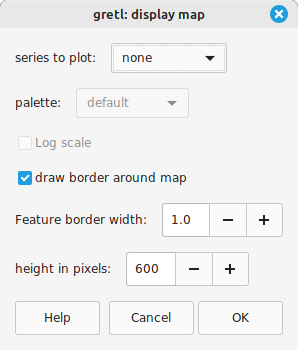 gretl: display map
series to plot: none
palette: default
Log scale
draw border around map
Feature border width: 1.0
height in pixels: 600
Help Cancel OK